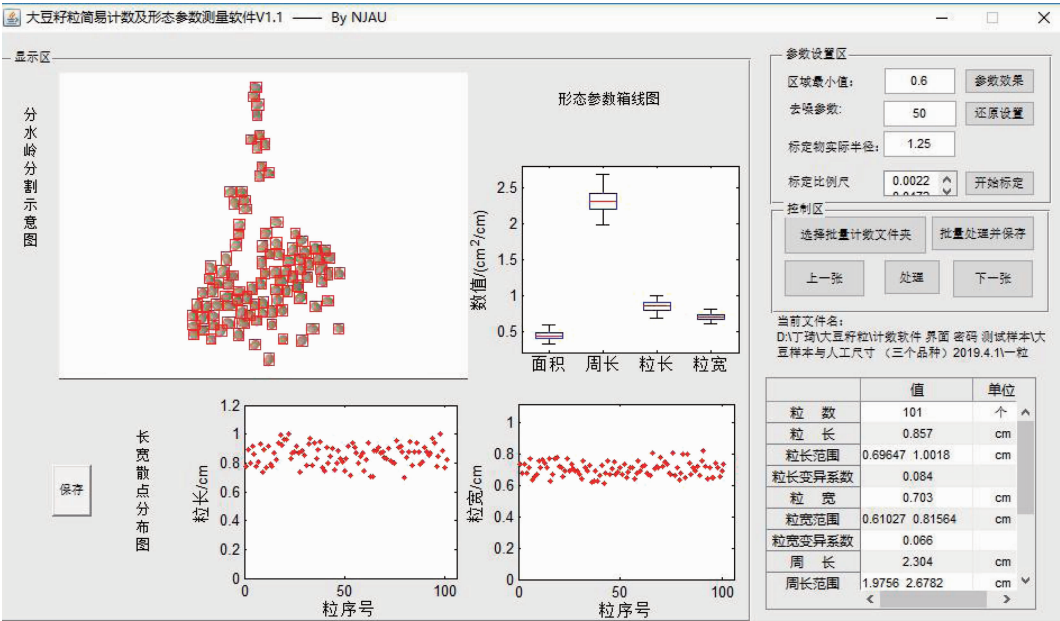 大豆籽粒简易计数及形态参数测量软件V1.1 —— By NJAU
显示区
分水岭分割示意图
形态参数箱线图
数值/(cm²/cm)
2.5
2
1.5
1
0.5
面积 周长 粒长 粒宽
保存
长宽散点分布图
粒长/cm
1.2
1
0.8
0.6
0.4
0.2
0
0 50 100
粒序号
粒宽/cm
1
0.8
0.6
0.4
0.2
0
0 50 100
粒序号
参数设置区
区域最小值: 0.6 参数效果
去噪参数: 50 还原设置
标定物实际半径: 1.25
标定比例尺 0.0022 开始标定
控制区
选择批量计数文件夹 批量处理并保存
上一张 处理 下一张
当前文件名:
D:\丁琦\大豆籽粒\计数软件 界面 密码 测试样本\大
豆样本与人工尺寸 （三个品种）2019.4.1\一粒
值 单位
粒 数 101 个
粒 长 0.857 cm
粒长范围 0.69647 1.0018 cm
粒长变异系数 0.084
粒 宽 0.703 cm
粒宽范围 0.61027 0.81564 cm
粒宽变异系数 0.066
周 长 2.304 cm
周长范围 1.9756 2.6782 cm